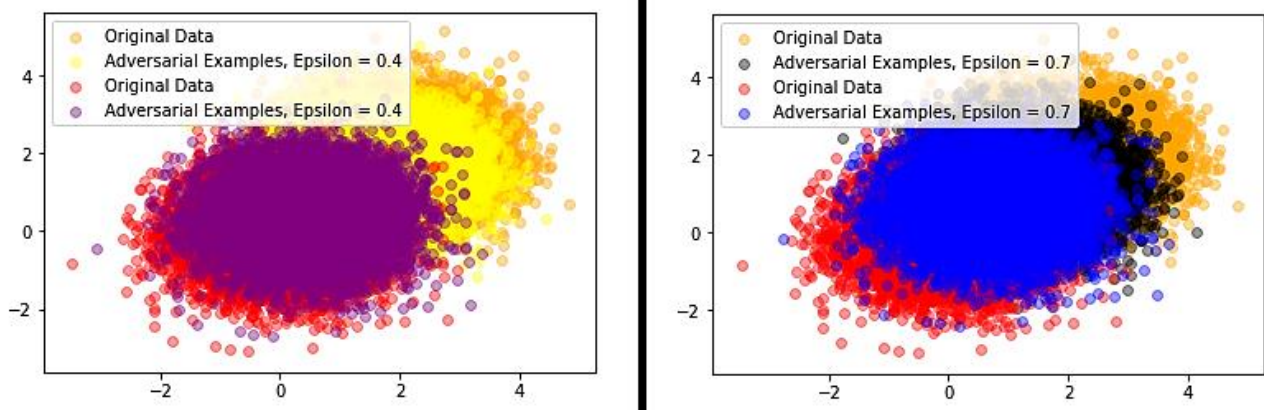 Original Data
Adversarial Examples, Epsilon = 0.4
Original Data
Adversarial Examples, Epsilon = 0.4
4
2
0
−2
−2 0 2 4
Original Data
Adversarial Examples, Epsilon = 0.7
Original Data
Adversarial Examples, Epsilon = 0.7
4
2
0
−2
−2 0 2 4